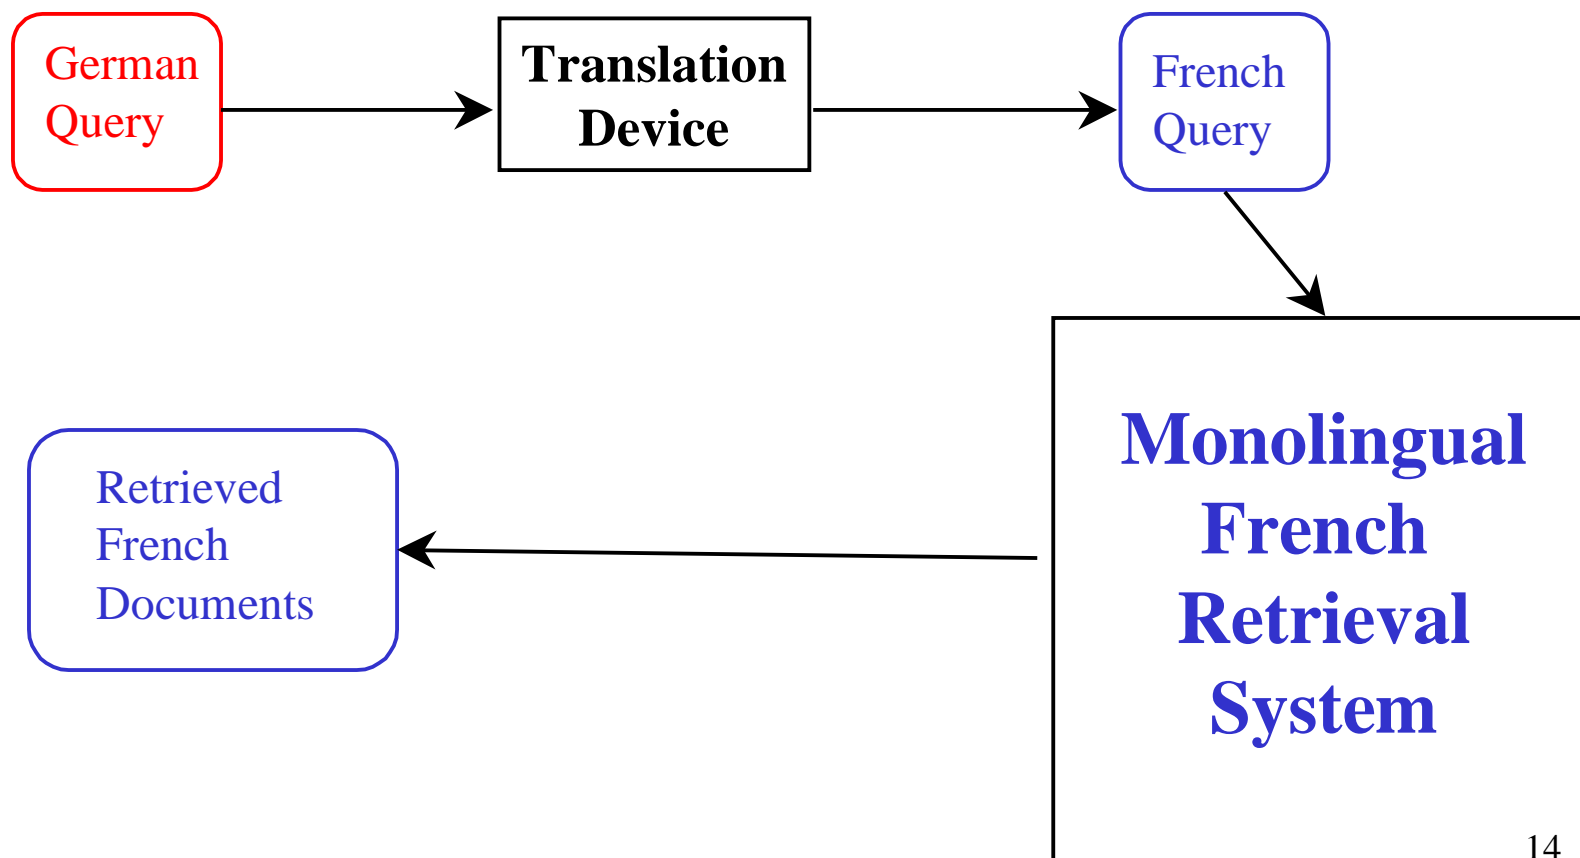 German
Query
Translation
Device
French
Query
Monolingual
French
Retrieval
System
Retrieved
French
Documents
14